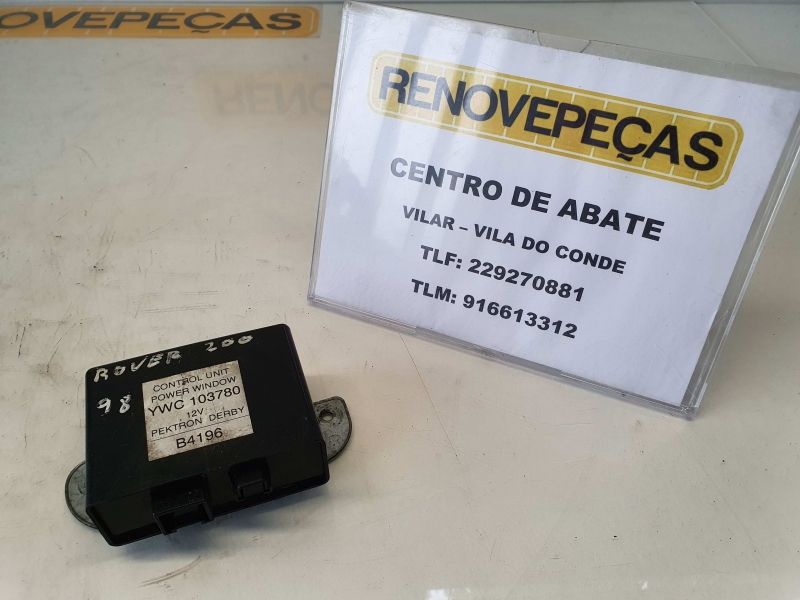 NOVEPEÇAS
RENOVEPEÇAS
CENTRO DE ABATE
VILAR – VILA DO CONDE
TLF: 229270881
TLM: 916613312
ROVER 200
98
CONTROL UNIT
POWER WINDOW
YWC 103780
12V
PEKTRON DERBY
B4196